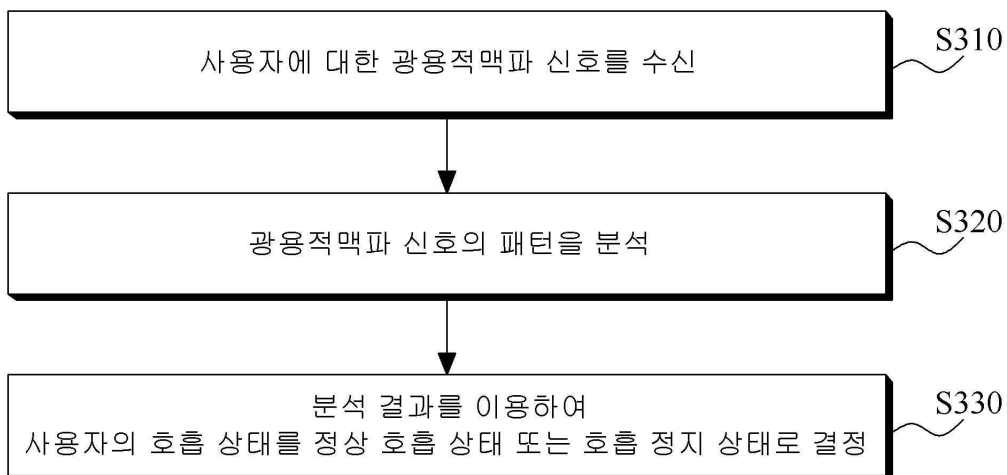 사용자에 대한 광용적맥파 신호를 수신
S310
광용적맥파 신호의 패턴을 분석
S320
분석 결과를 이용하여
사용자의 호흡 상태를 정상 호흡 상태 또는 호흡 정지 상태로 결정
S330